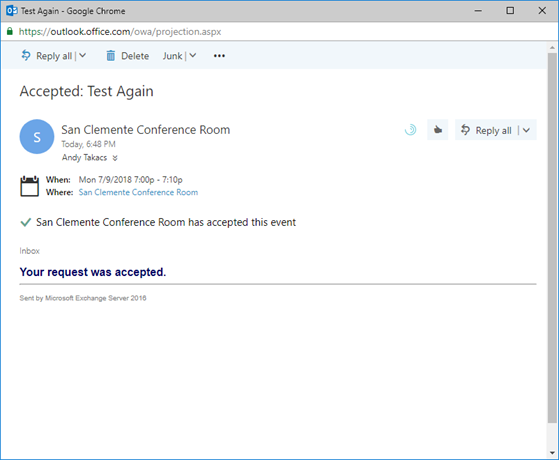 Test Again - Google Chrome
https://outlook.office.com/owa/projection.aspx
Reply all | Delete Junk | •••
Accepted: Test Again
S
San Clemente Conference Room
Today, 6:48 PM
Andy Takacs
Reply all |
When: Mon 7/9/2018 7:00p - 7:10p
Where: San Clemente Conference Room
San Clemente Conference Room has accepted this event
Inbox
Your request was accepted.
Sent by Microsoft Exchange Server 2016